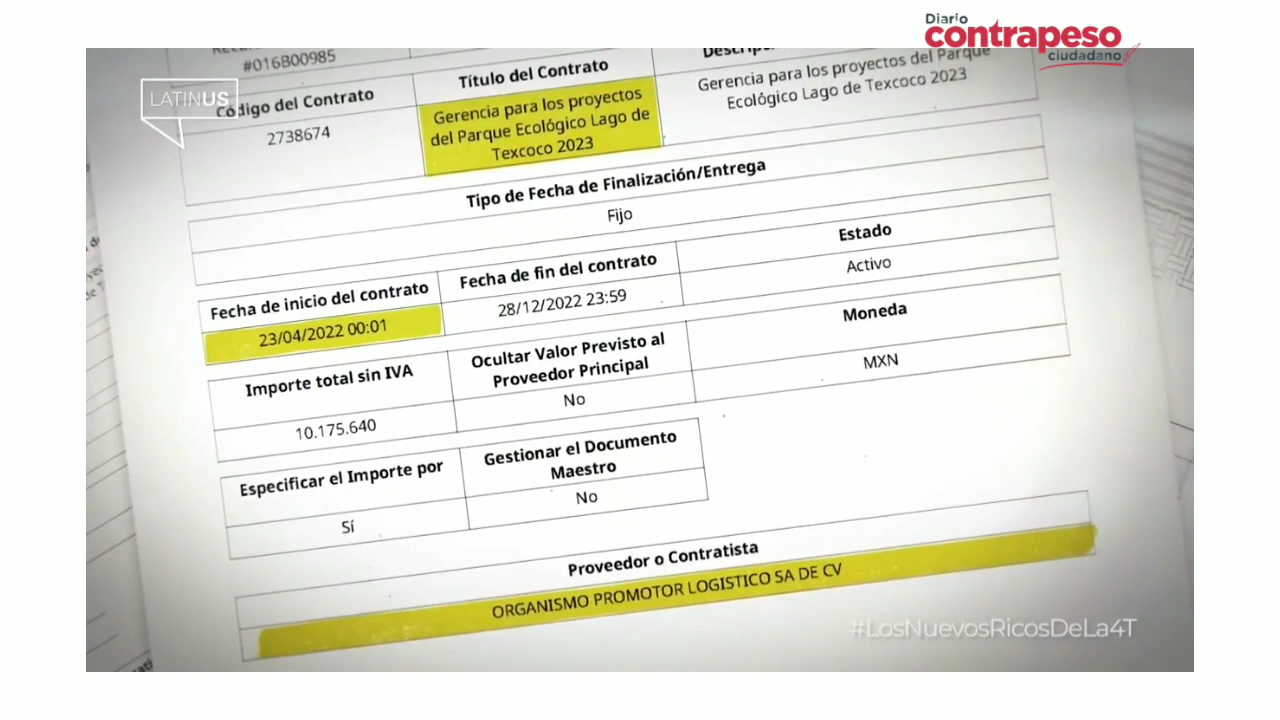 Diario
contrapeso
ciudadano
LATINUS
#016B00985
Código del Contrato
2738674
Título del Contrato
Gerencia para los proyectos
del Parque Ecológico Lago de
Texcoco 2023
Gerencia para los proyectos del Parque
Ecológico Lago de Texcoco 2023
Tipo de Fecha de Finalización/Entrega
Fijo
Fecha de inicio del contrato
23/04/2022 00:01
Fecha de fin del contrato
28/12/2022 23:59
Estado
Activo
Importe total sin IVA
10.175.640
Ocultar Valor Previsto al
Proveedor Principal
No
Moneda
MXN
Especificar el Importe por
Sí
Gestionar el Documento
Maestro
No
Proveedor o Contratista
ORGANISMO PROMOTOR LOGISTICO SA DE CV
#LosNuevosRicosDeLa4T